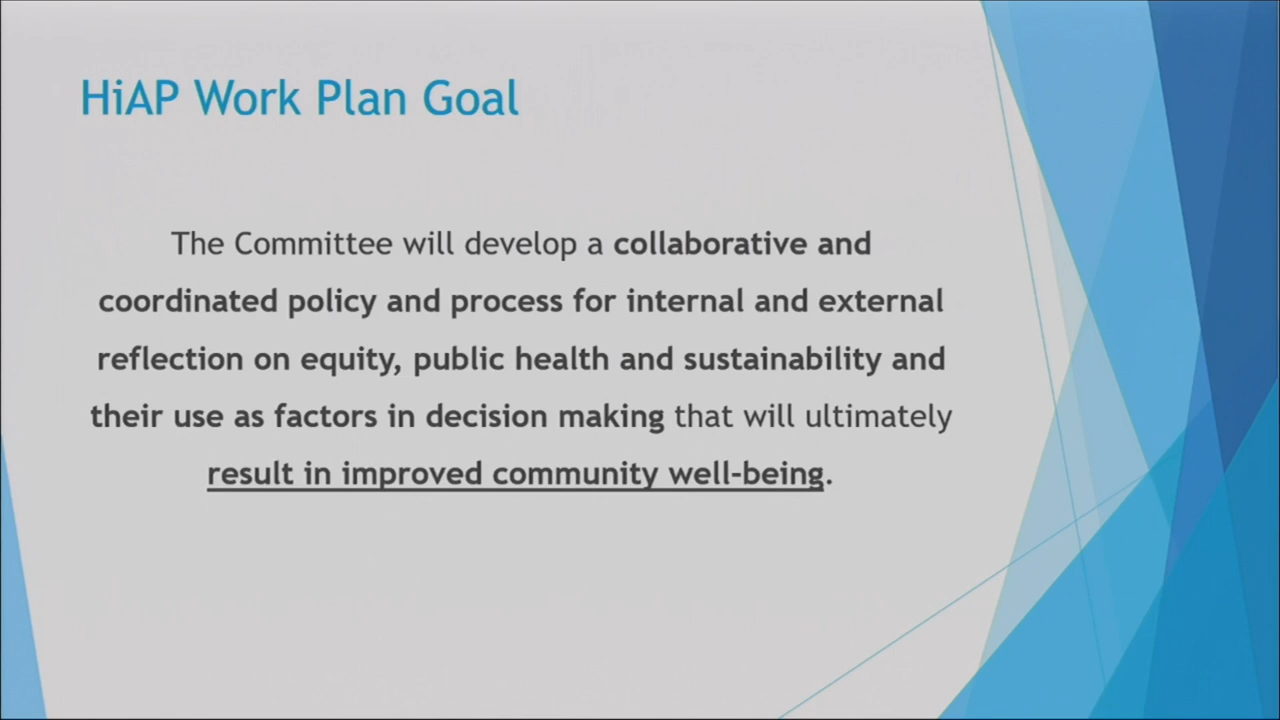 HiAP Work Plan Goal
The Committee will develop a collaborative and
coordinated policy and process for internal and external
reflection on equity, public health and sustainability and
their use as factors in decision making that will ultimately
result in improved community well-being.